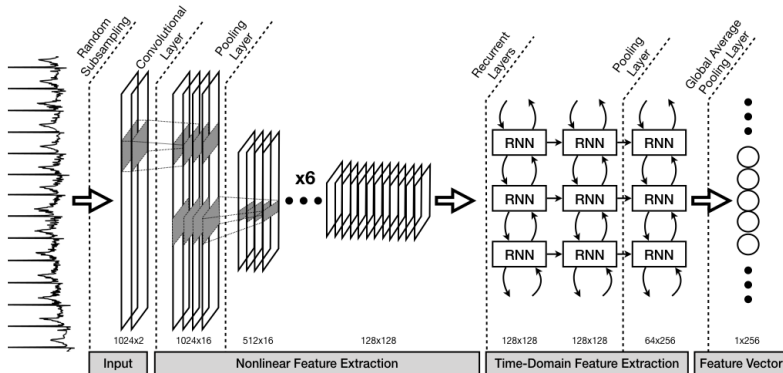 Random
Subsampling
Convolutional
Layer
Pooling
Layer
Recurrent
Layers
Pooling
Layer
Global Average
Pooling Layer
x6
RNN RNN RNN
RNN RNN RNN
RNN RNN RNN
1024x2 1024x16 512x16 128x128 128x128 128x128 64x256 1x256
Input Nonlinear Feature Extraction Time-Domain Feature Extraction Feature Vector